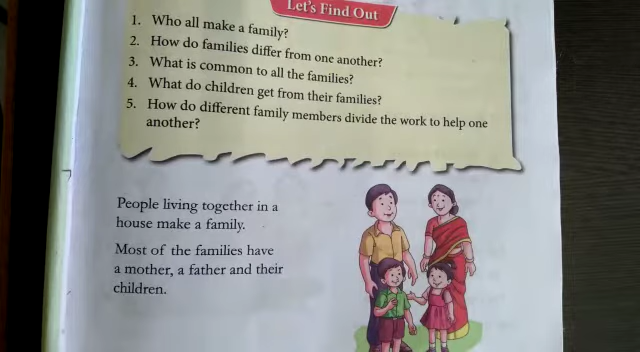 Let's Find Out
1. Who all make a family?
2. How do families differ from one another?
3. What is common to all the families?
4. What do children get from their families?
5. How do different family members divide the work to help one
another?
People living together in a
house make a family.
Most of the families have
a mother, a father and their
children.